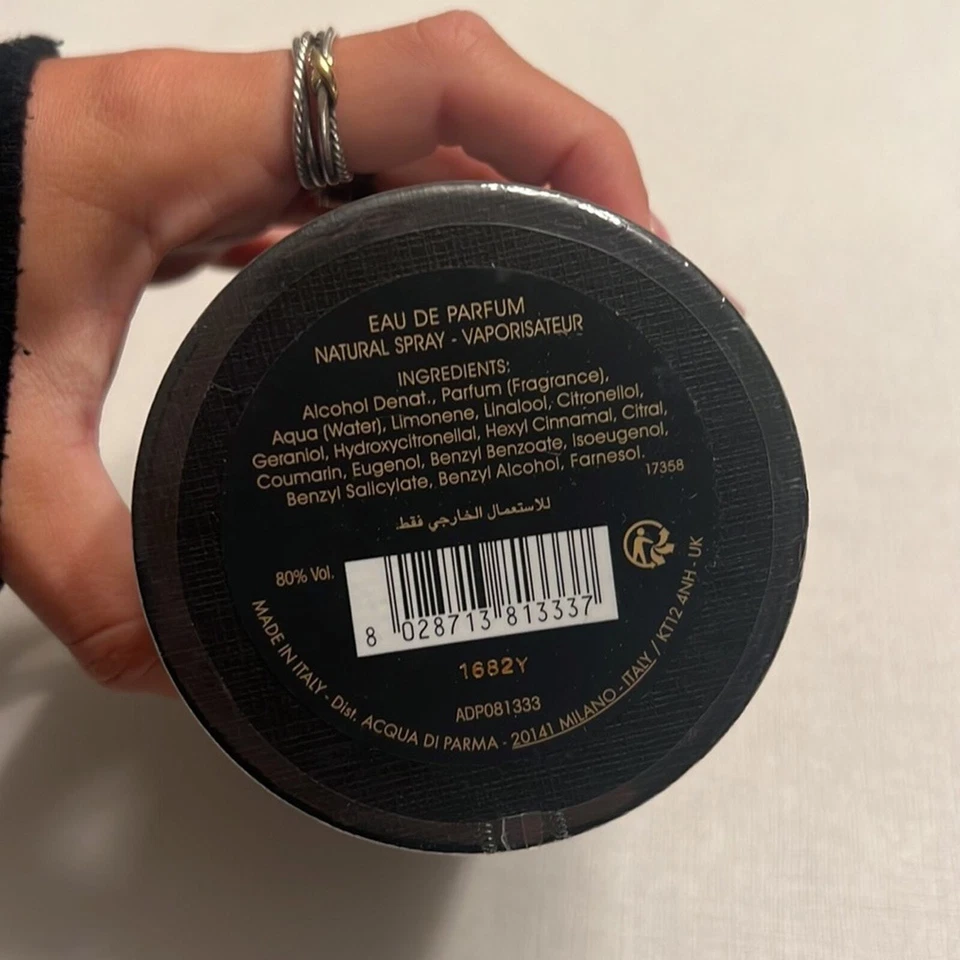 EAU DE PARFUM
NATURAL SPRAY - VAPORISATEUR
INGREDIENTS:
Alcohol Denat., Parfum (Fragrance),
Aqua (Water), Limonene, Linalool, Citronellol,
Geraniol, Hydroxycitronellal, Hexyl Cinnamal, Citral,
Coumarin, Eugenol, Benzyl Benzoate, Isoeugenol,
Benzyl Salicylate, Benzyl Alcohol, Farnesol.
17358
للاستعمال الخارجي فقط.
80% Vol.
8 028713 813337
1682Y
ADP081333
MADE IN ITALY - Dist. ACQUA DI PARMA - 20141 MILANO - ITALY / KT12 4NH - UK